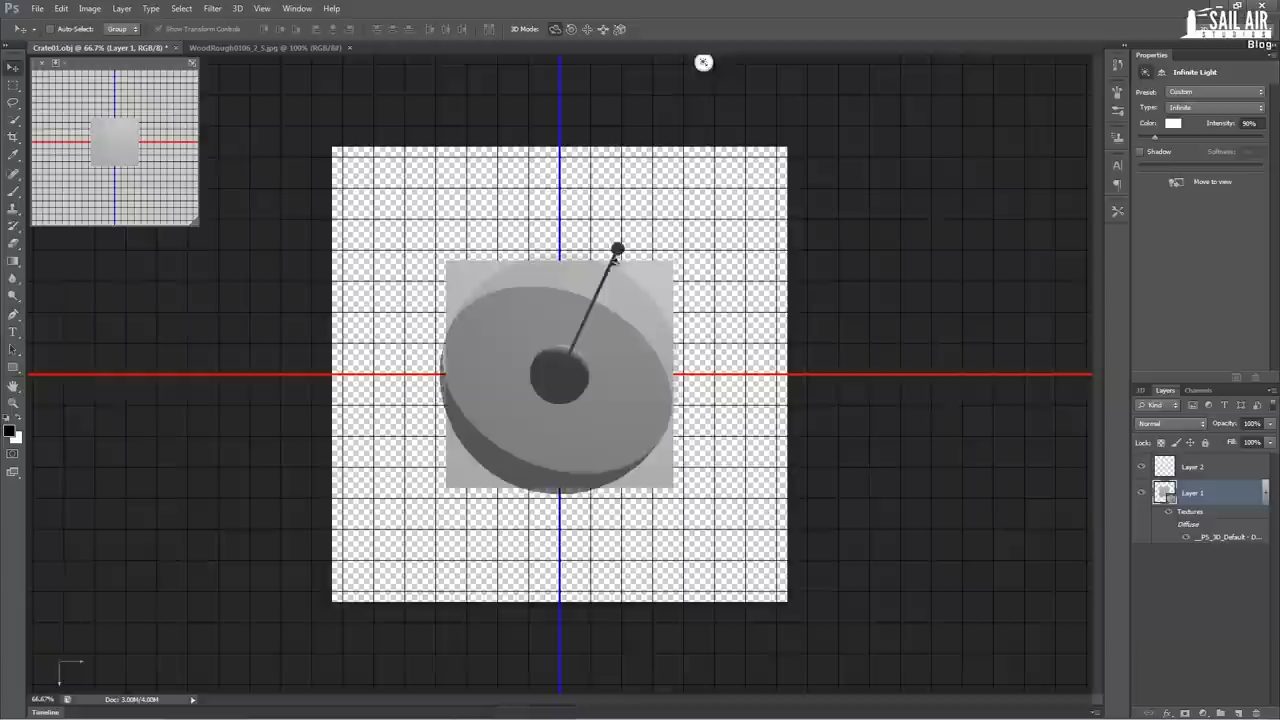 Ps File Edit Image Layer Type Select Filter 3D View Window Help
SAIL AIR
STUDIOS
Blog
Auto-Select: Group Show Transform Controls 3D Mode:
Crate01.obj @ 66.7% (Layer 1, RGB/8) * × WoodRough0106_2_S.jpg @ 100% (RGB/8#) ×
Properties
Infinite Light
Preset: Custom
Type: Infinite
Color: Intensity: 90%
Shadow Softness:
Move to view
3D Layers Channels
Kind
Normal Opacity: 100%
Lock: Fill: 100%
Layer 2
Layer 1
Textures
Diffuse
__PS_3D_Default - D...
66.67% Doc: 3.00M/4.00M
Timeline